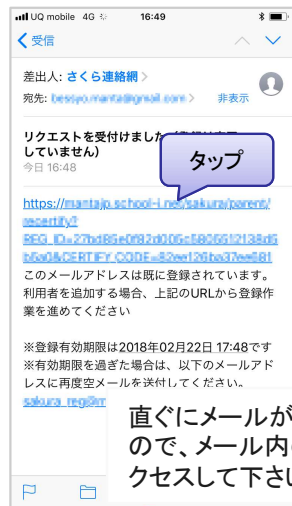 UQ mobile 4G 16:49
受信
差出人: さくら連絡網
宛先: 非表示
リクエストを受付けました
していません)
今日 16:48
タップ
https://mantajp.school-i.net/sakura/parent/
recertify?
このメールアドレスは既に登録されています。
利用者を追加する場合、上記のURLから登録作
業を進めてください
※登録有効期限は2018年02月22日 17:48です
※有効期限を過ぎた場合は、以下のメールアド
レスに再度空メールを送付してください。
直ぐにメールが
ので、メール内
クセスして下さい